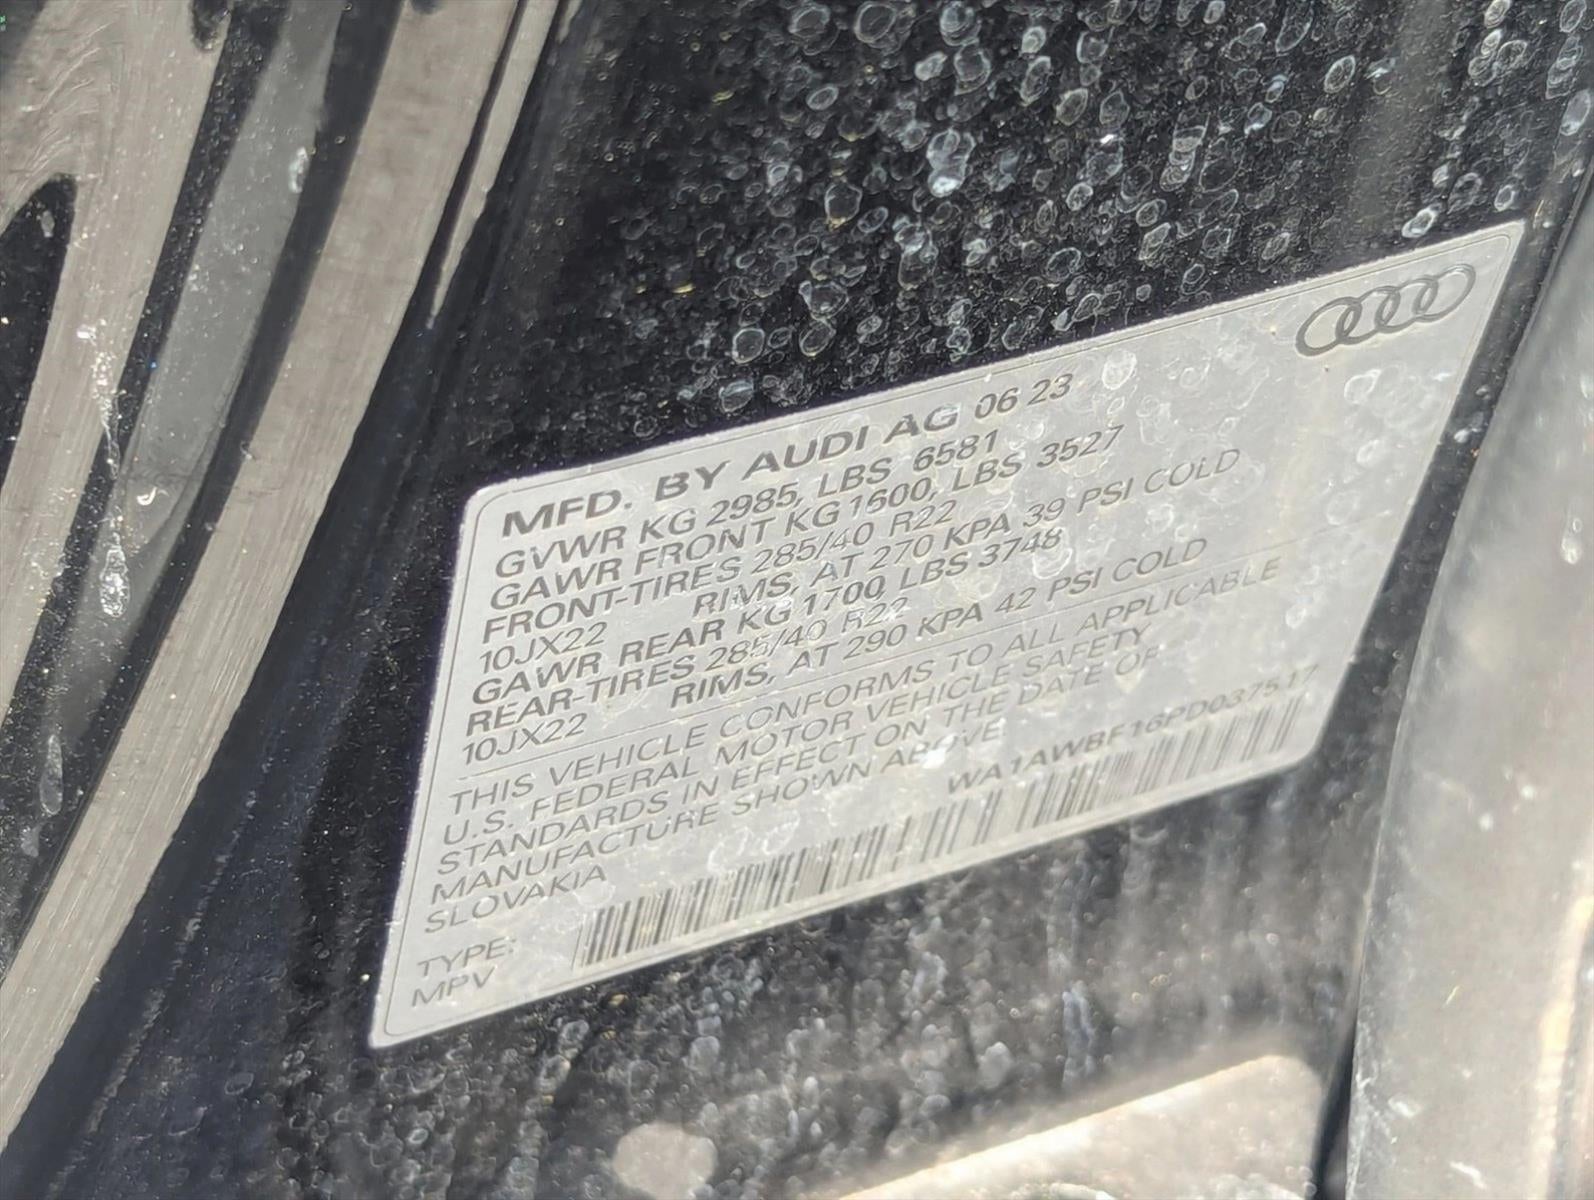 MFD. BY AUDI AG 06 23
GVWR KG 2985, LBS 6581
GAWR FRONT KG 1600, LBS 3527
FRONT-TIRES 285/40 R22
10JX22 RIMS, AT 270 KPA 39 PSI COLD
GAWR REAR KG 1700, LBS 3748
REAR-TIRES 285/40 R22
10JX22 RIMS, AT 290 KPA 42 PSI COLD
THIS VEHICLE CONFORMS TO ALL APPLICABLE
U.S. FEDERAL MOTOR VEHICLE SAFETY
STANDARDS IN EFFECT ON THE DATE OF
MANUFACTURE SHOWN ABOVE.
SLOVAKIA
WA1AWBF16PD037517
TYPE:
MPV